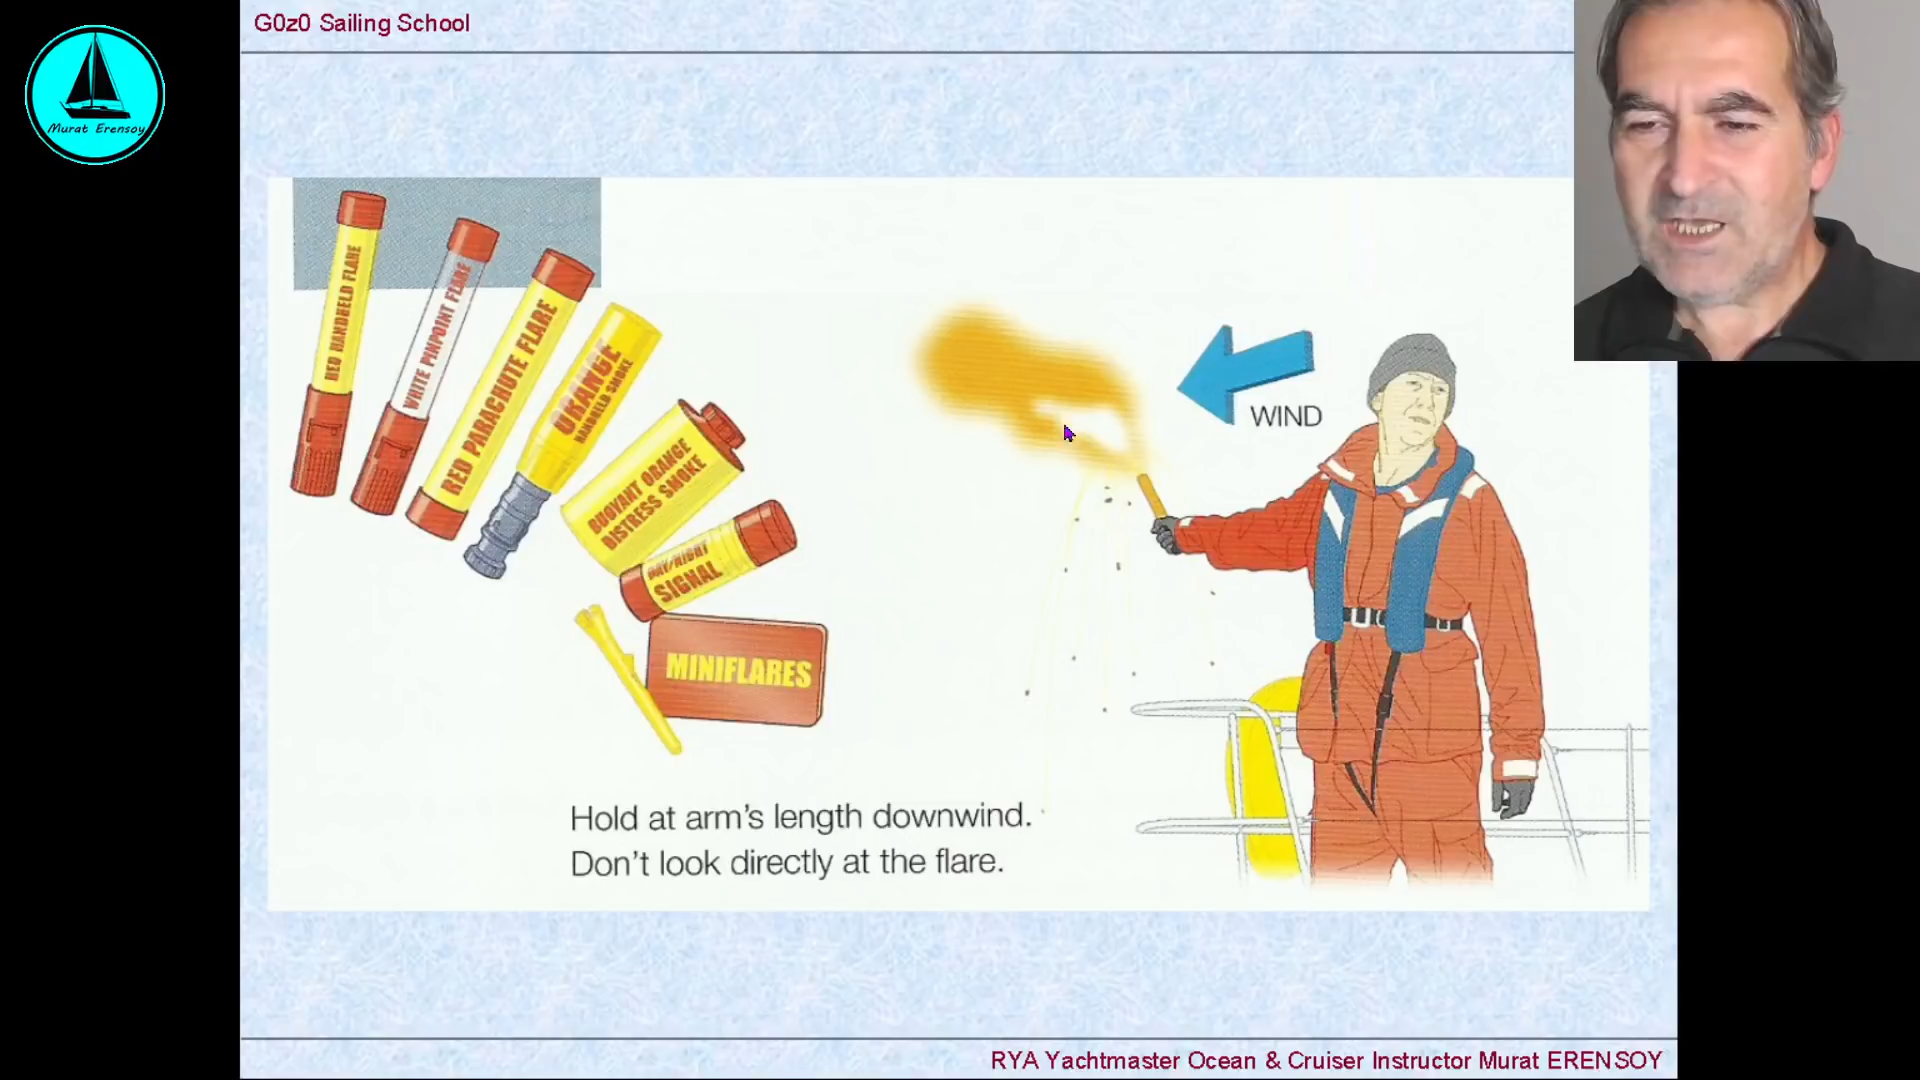 G0z0 Sailing School
Murat Erensoy
RED HANDHELD FLARE
WHITE PINPOINT FLARE
RED PARACHUTE FLARE
ORANGE
HANDHELD SMOKE
BUOYANT ORANGE
DISTRESS SMOKE
DAY/NIGHT
SIGNAL
MINIFLARES
WIND
Hold at arm's length downwind.
Don't look directly at the flare.
RYA Yachtmaster Ocean & Cruiser Instructor Murat ERENSOY